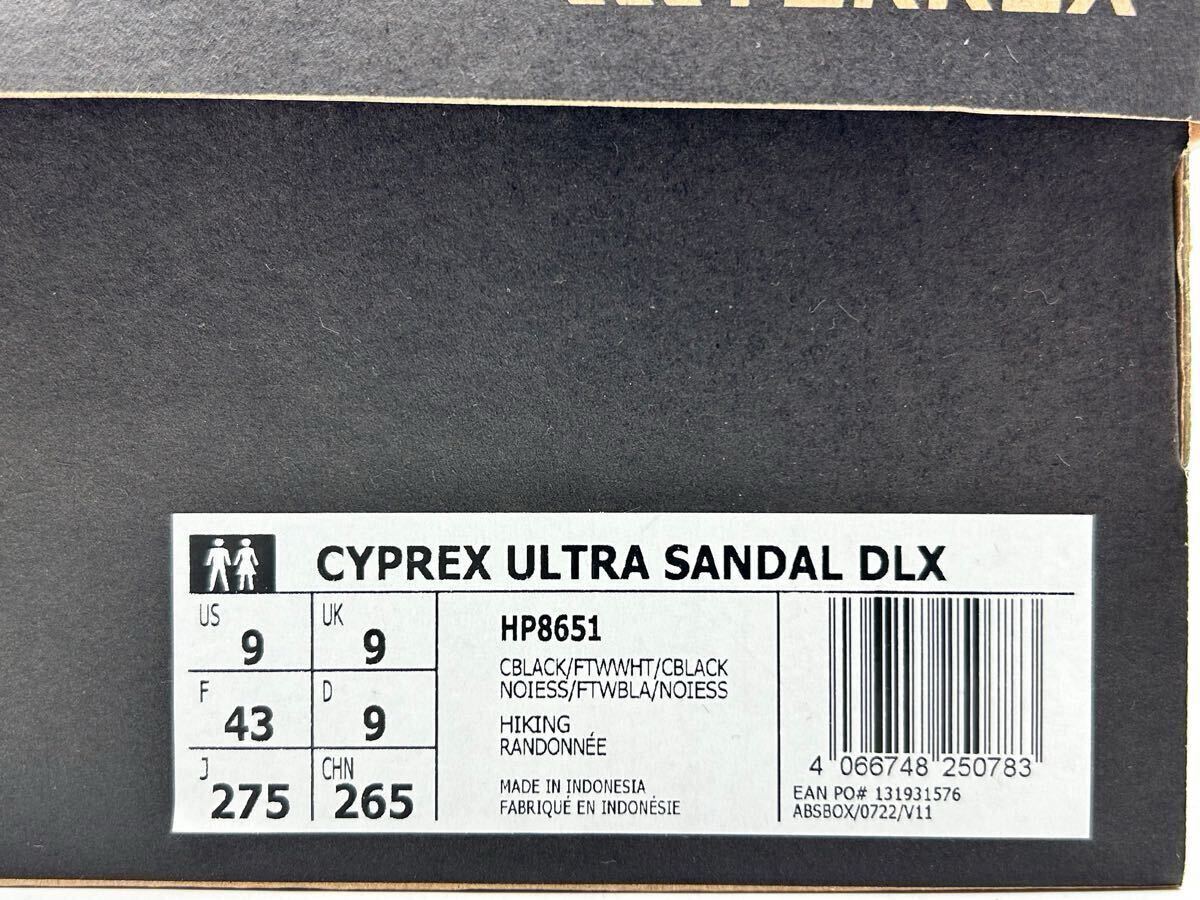 TERREX
CYPREX ULTRA SANDAL DLX
US 9
UK 9
F 43
D 9
J 275
CHN 265
HP8651
CBLACK/FTWWHT/CBLACK
NOIESS/FTWBLA/NOIESS
HIKING
RANDONNÉE
MADE IN INDONESIA
FABRIQUÉ EN INDONÉSIE
4 066748 250783
EAN PO# 131931576
ABSBOX/0722/V11